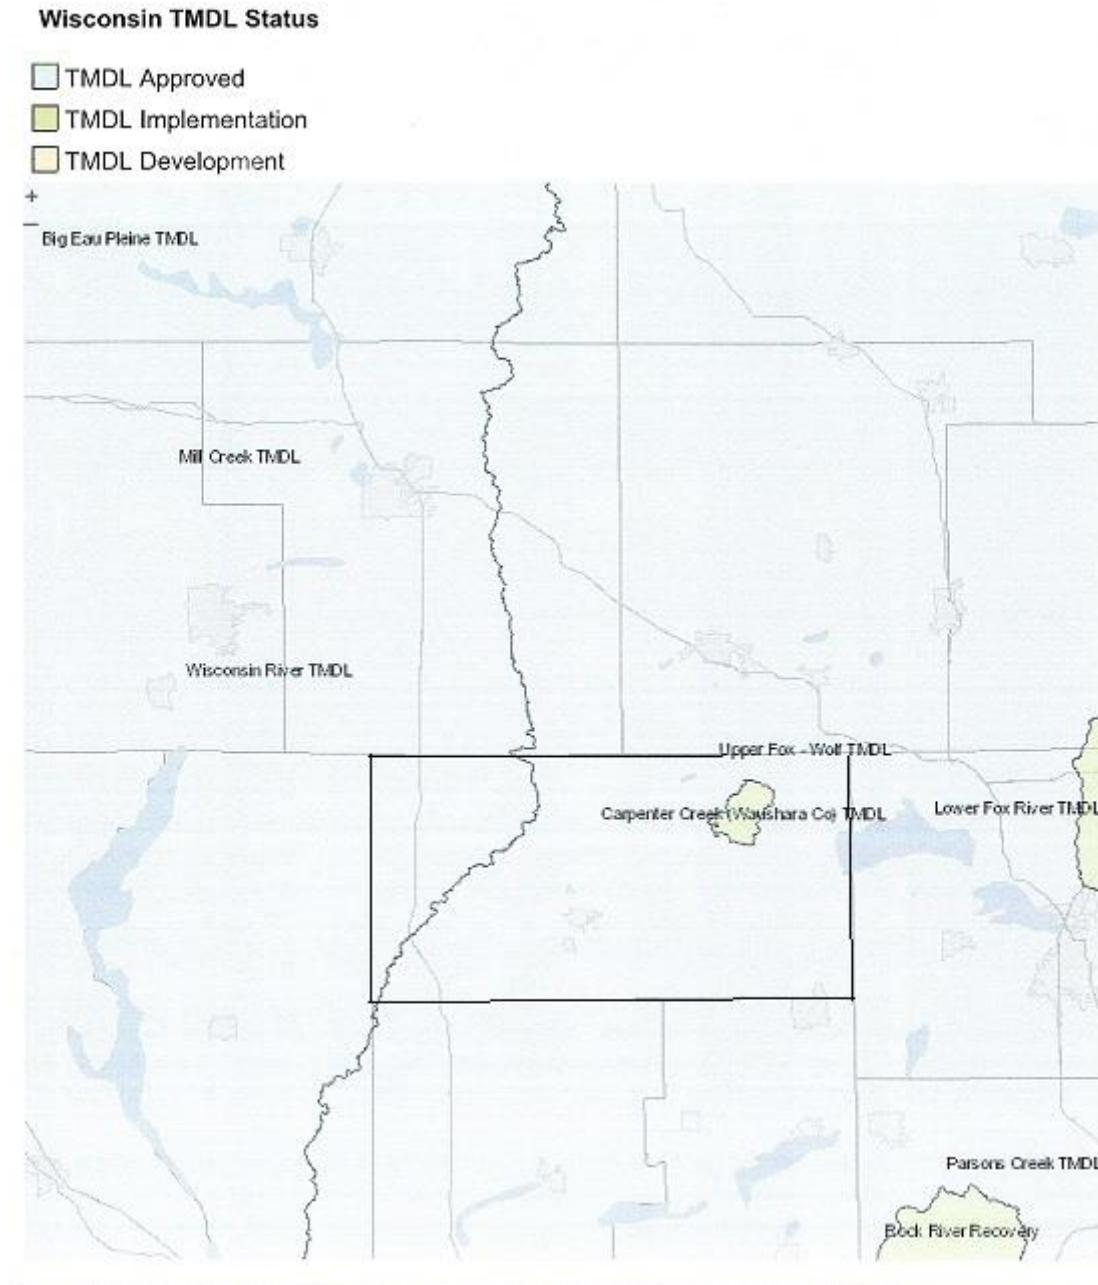 Wisconsin TMDL Status
TMDL Approved
TMDL Implementation
TMDL Development
+
–
Big Eau Pleine TMDL
Mill Creek TMDL
Wisconsin River TMDL
Upper Fox - Wolf TMDL
Carpenter Creek (Waushara Co) TMDL
Lower Fox River TMDL
Parsons Creek TMDL
Rock River Recovery